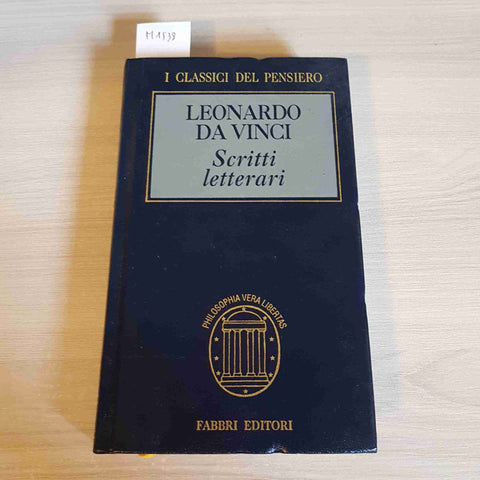 M1538
I CLASSICI DEL PENSIERO
LEONARDO
DA VINCI
Scritti
letterari
PHILOSOPHIA VERA LIBERTAS
FABBRI EDITORI